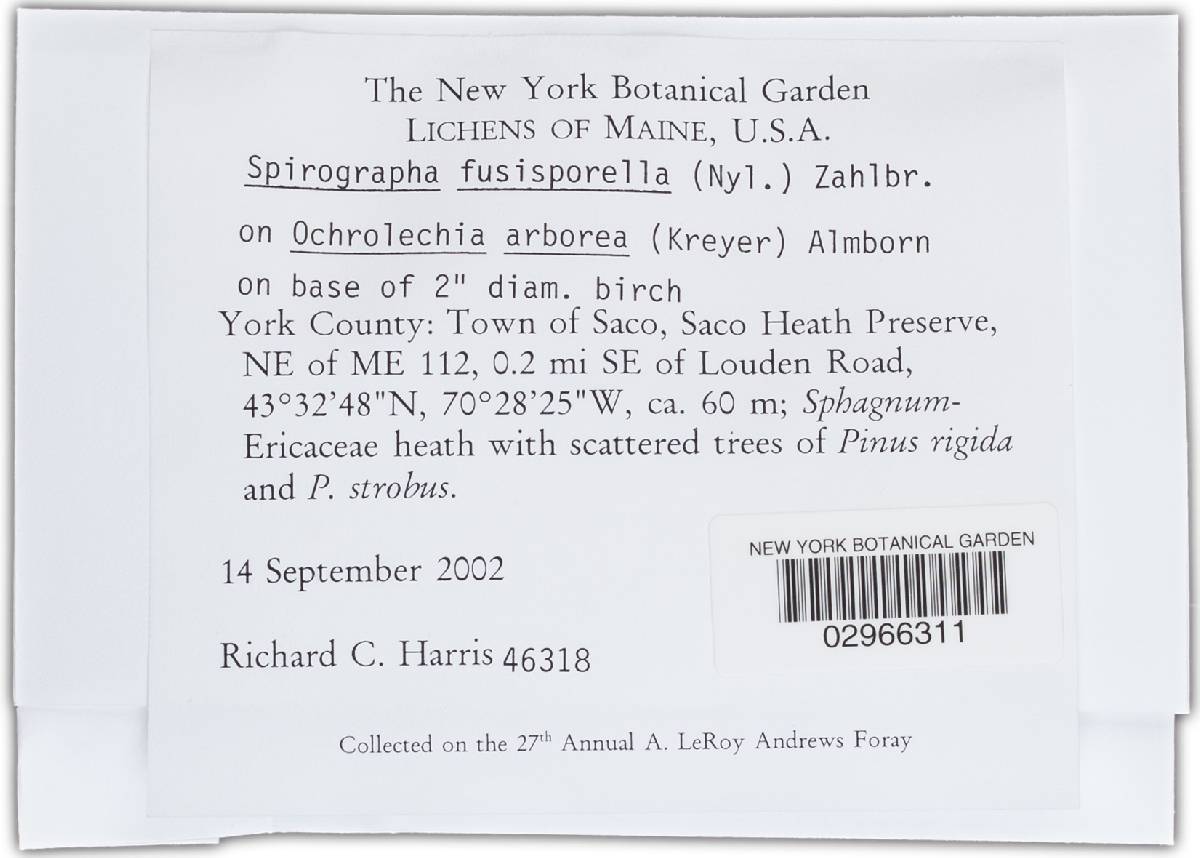 The New York Botanical Garden
LICHENS OF MAINE, U.S.A.
Spirographa fusisporella (Nyl.) Zahlbr.
on Ochrolechia arborea (Kreyer) Almborn
on base of 2" diam. birch
York County: Town of Saco, Saco Heath Preserve,
NE of ME 112, 0.2 mi SE of Louden Road,
43°32'48"N, 70°28'25"W, ca. 60 m; Sphagnum-
Ericaceae heath with scattered trees of Pinus rigida
and P. strobus.
14 September 2002
NEW YORK BOTANICAL GARDEN
02966311
Richard C. Harris 46318
Collected on the 27th Annual A. LeRoy Andrews Foray